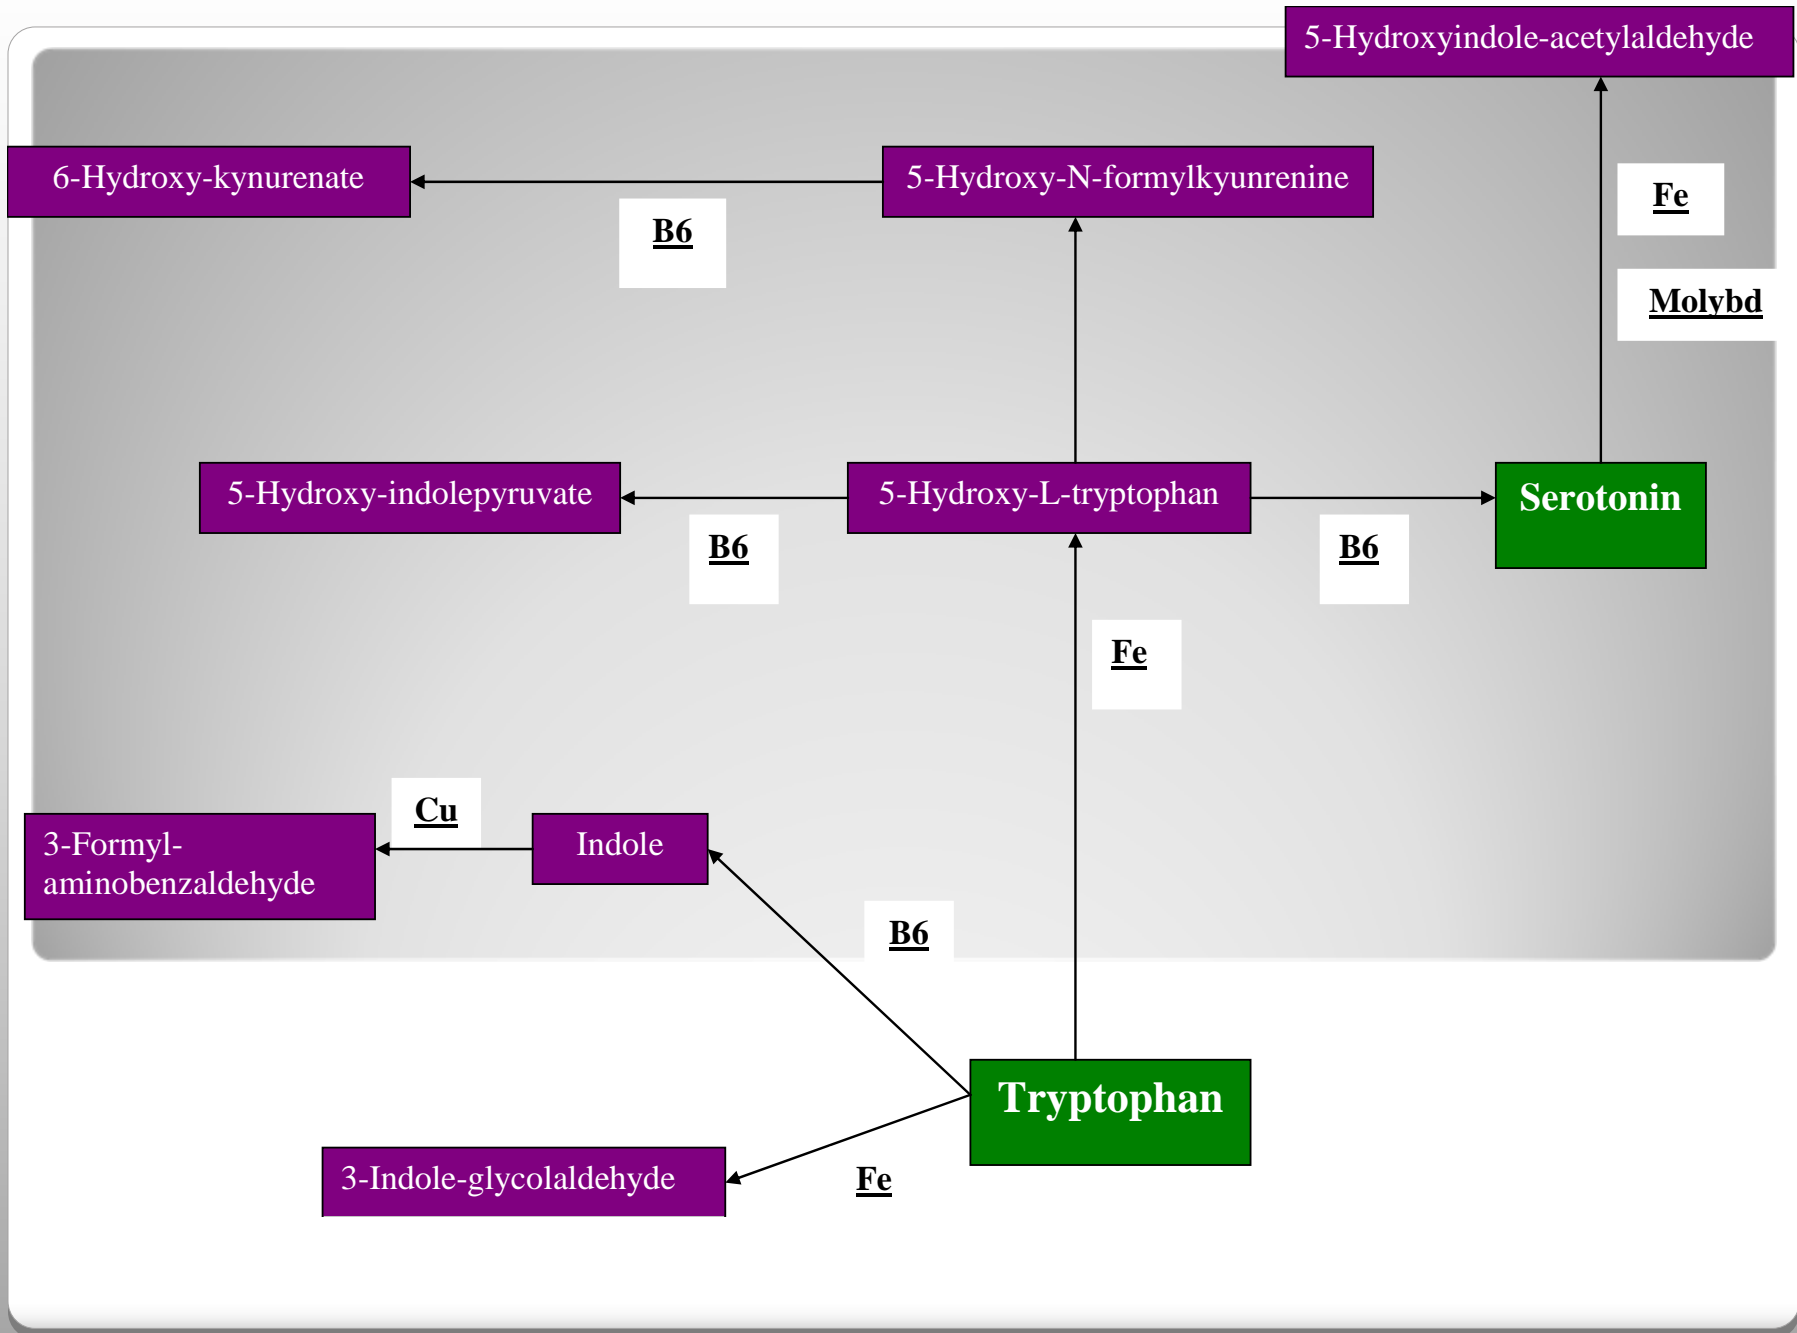 5-Hydroxyindole-acetylaldehyde
6-Hydroxy-kynurenate
5-Hydroxy-N-formylkyunrenine
Fe
B6
Molybd
5-Hydroxy-indolepyruvate
5-Hydroxy-L-tryptophan
Serotonin
B6
B6
Fe
Cu
3-Formyl-
aminobenzaldehyde
Indole
B6
Tryptophan
3-Indole-glycolaldehyde
Fe